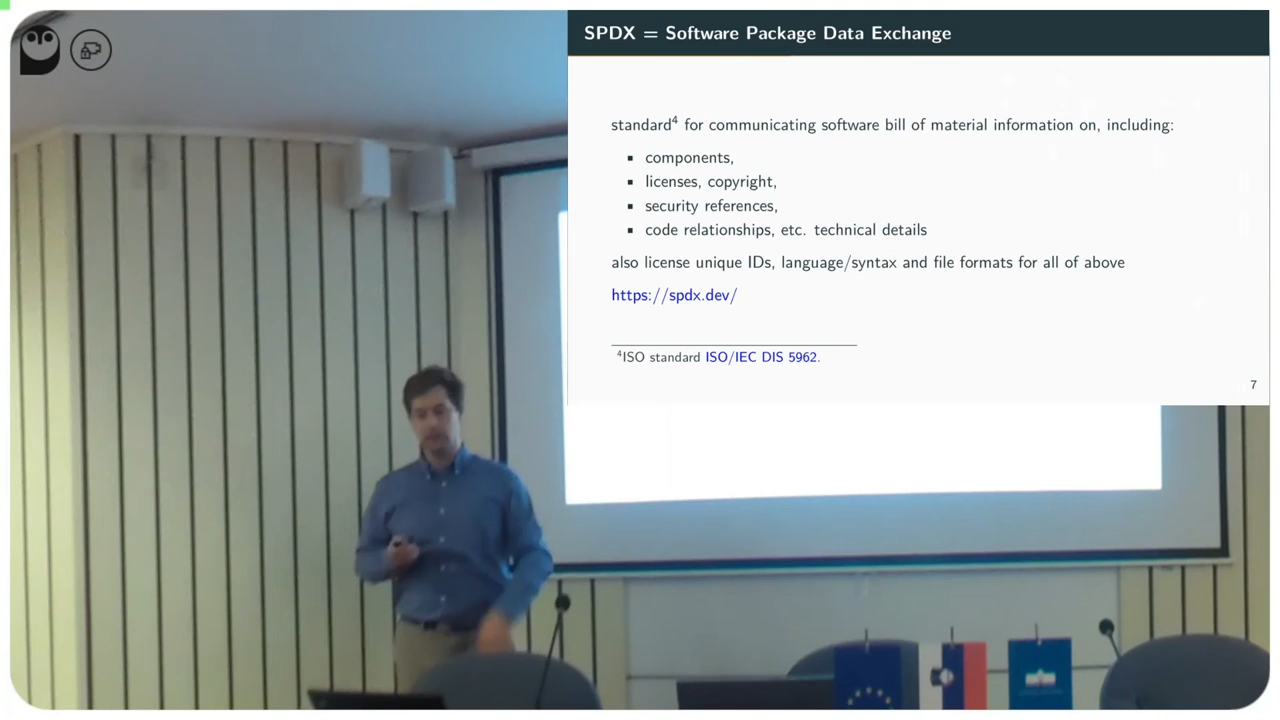 SPDX = Software Package Data Exchange
standard⁴ for communicating software bill of material information on, including:
▪ components,
▪ licenses, copyright,
▪ security references,
▪ code relationships, etc. technical details
also license unique IDs, language/syntax and file formats for all of above
https://spdx.dev/
⁴ISO standard ISO/IEC DIS 5962.
7